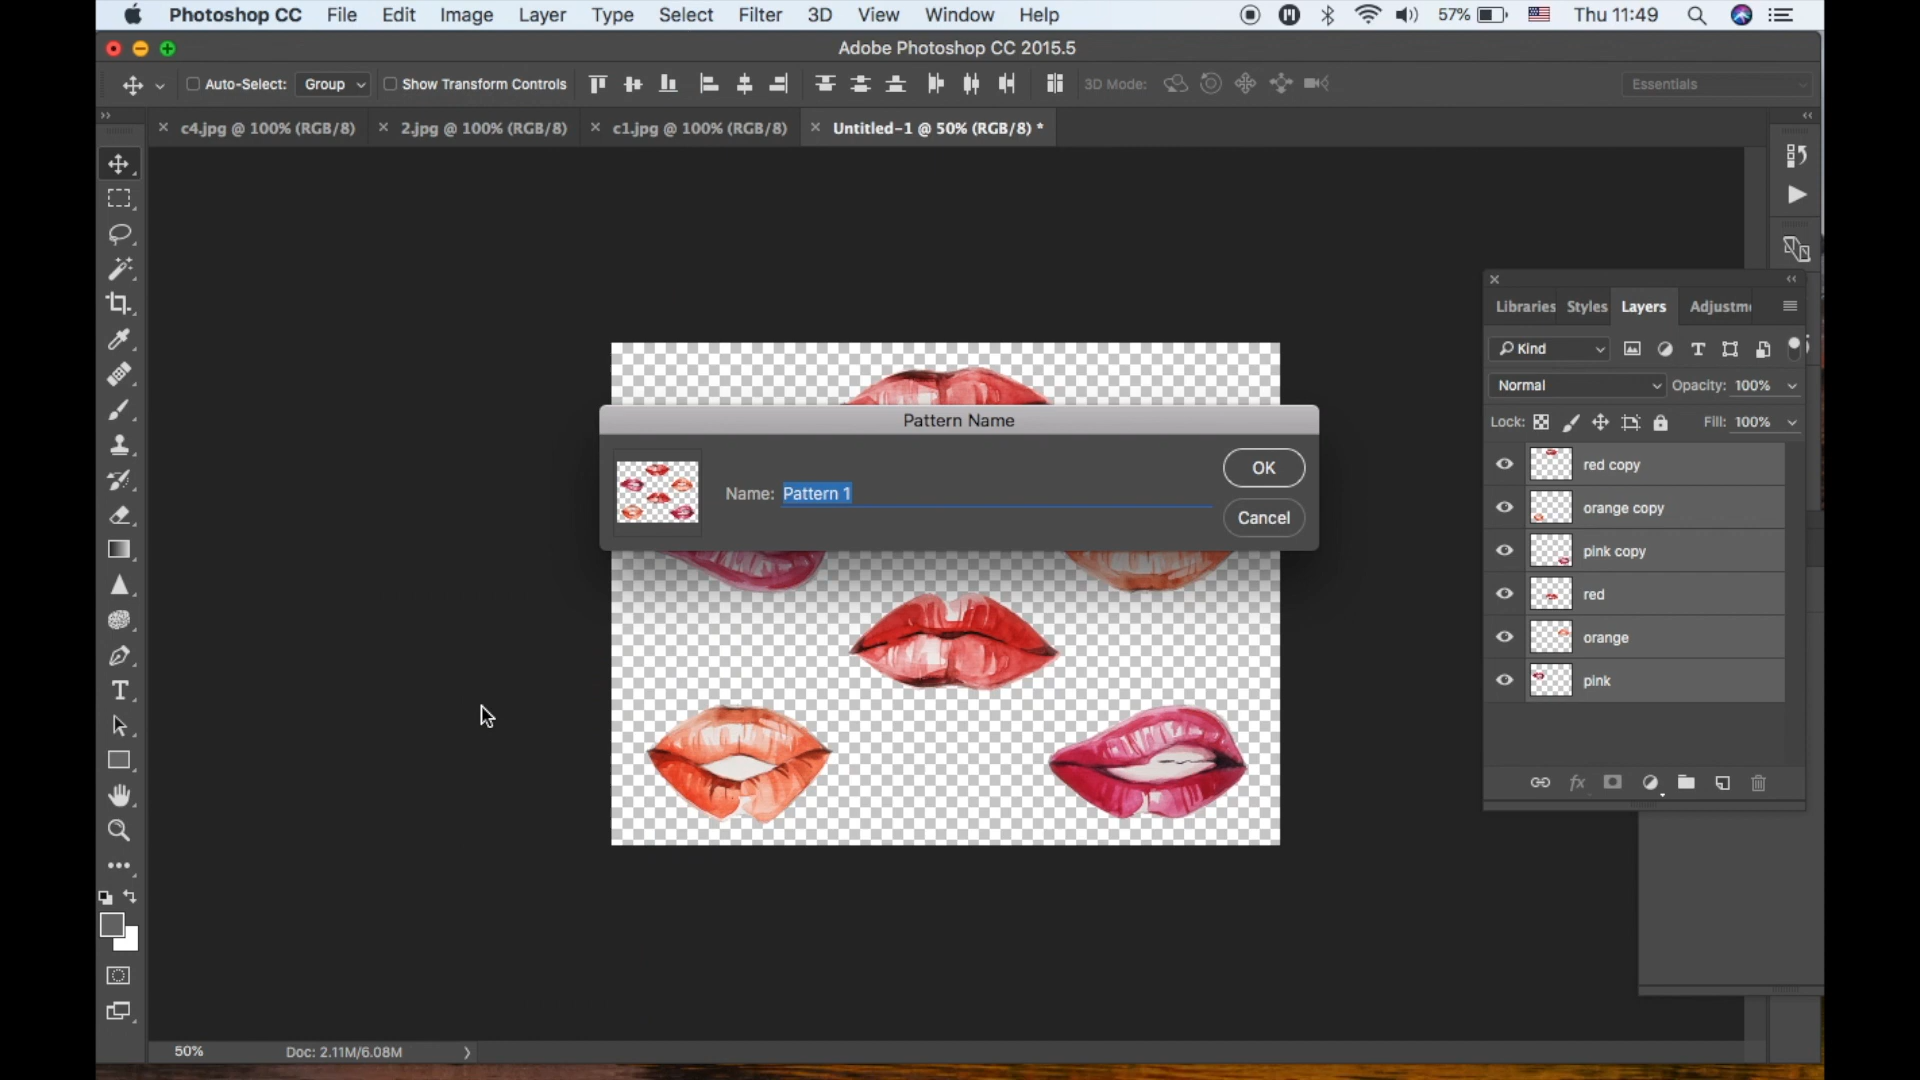 Photoshop CC File Edit Image Layer Type Select Filter 3D View Window Help 57% Thu 11:49
Adobe Photoshop CC 2015.5
Auto-Select: Group Show Transform Controls 3D Mode: Essentials
c4.jpg @ 100% (RGB/8) 2.jpg @ 100% (RGB/8) c1.jpg @ 100% (RGB/8) Untitled-1 @ 50% (RGB/8) *
Libraries Styles Layers Adjustm
Kind
Normal Opacity: 100%
Lock: Fill: 100%
Pattern Name
OK
Name: Pattern 1
Cancel
red copy
orange copy
pink copy
red
orange
pink
50% Doc: 2.11M/6.08M